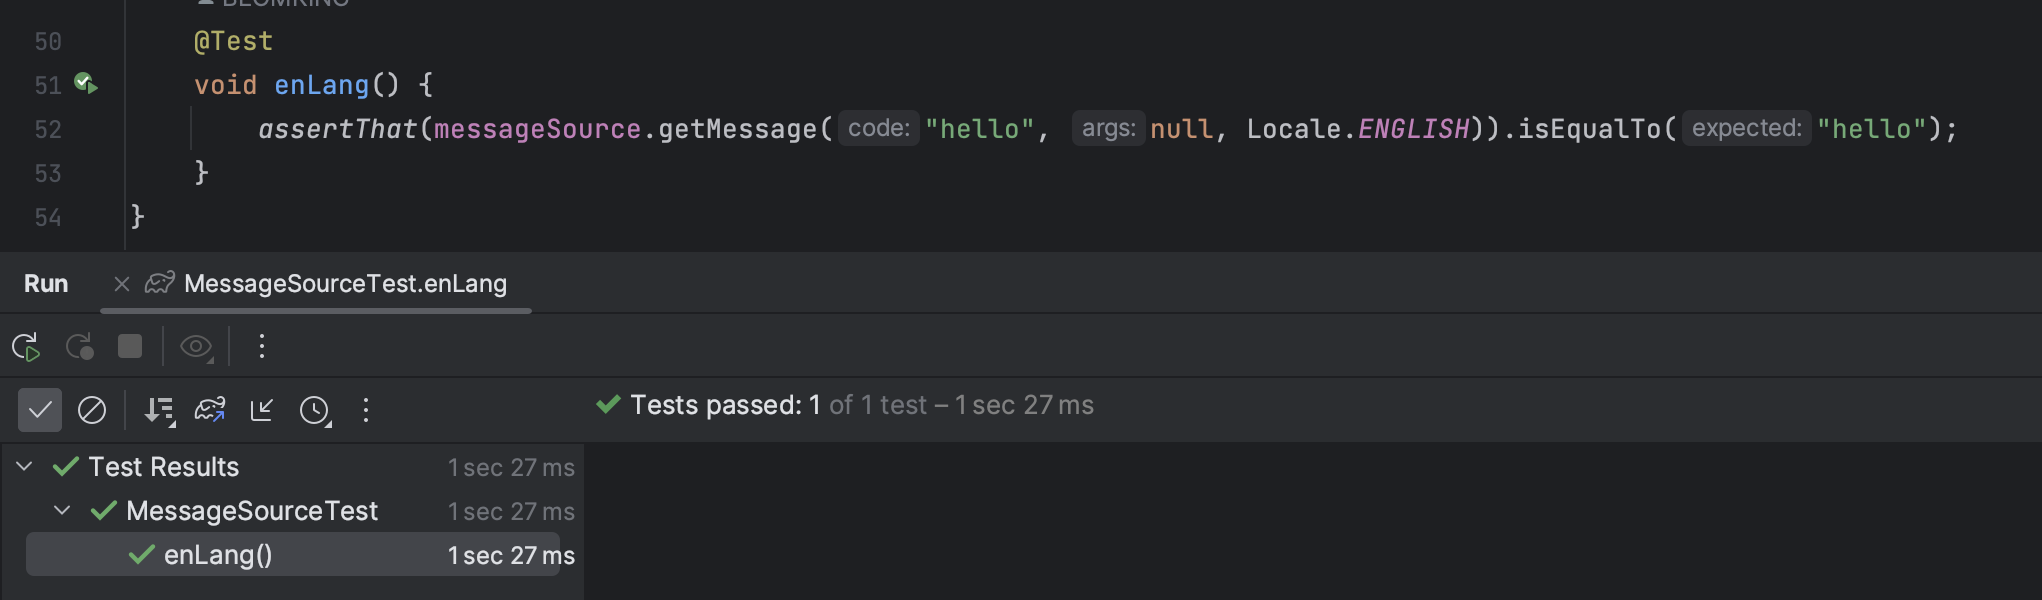 BEOMKING
50 @Test
51 void enLang() {
52 assertThat(messageSource.getMessage( code: "hello", args: null, Locale.ENGLISH)).isEqualTo( expected: "hello");
53 }
54 }
Run MessageSourceTest.enLang
Tests passed: 1 of 1 test – 1 sec 27 ms
Test Results 1 sec 27 ms
MessageSourceTest 1 sec 27 ms
enLang() 1 sec 27 ms